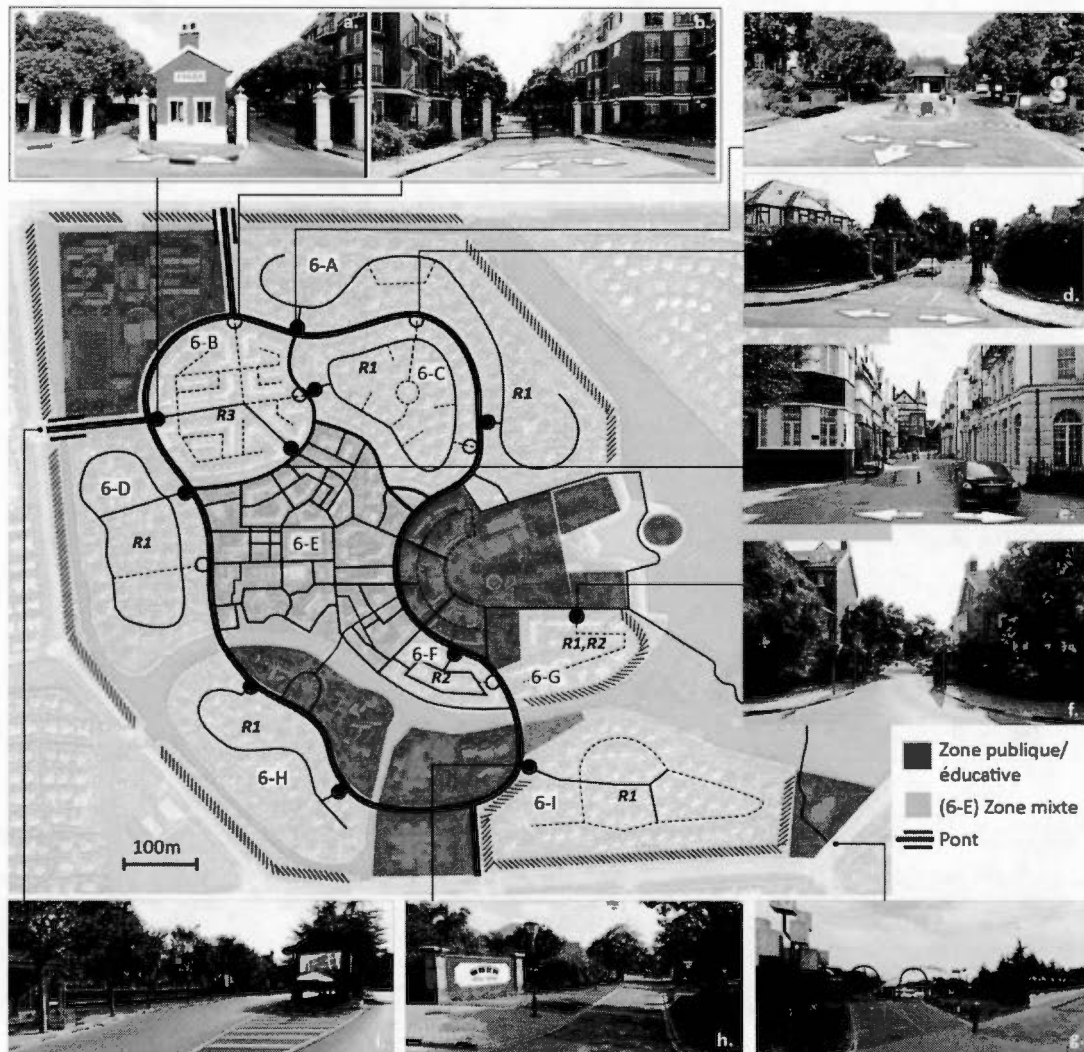 a.
b.
c.
d.
e.
f.
6-A
6-B
R1
6-C
R1
R3
6-D
R1
6-E
R1,R2
6-F
R2
6-G
R1
6-H
6-I
R1
100m
Zone publique/
éducative
(6-E) Zone mixte
Pont
i.
h.
g.